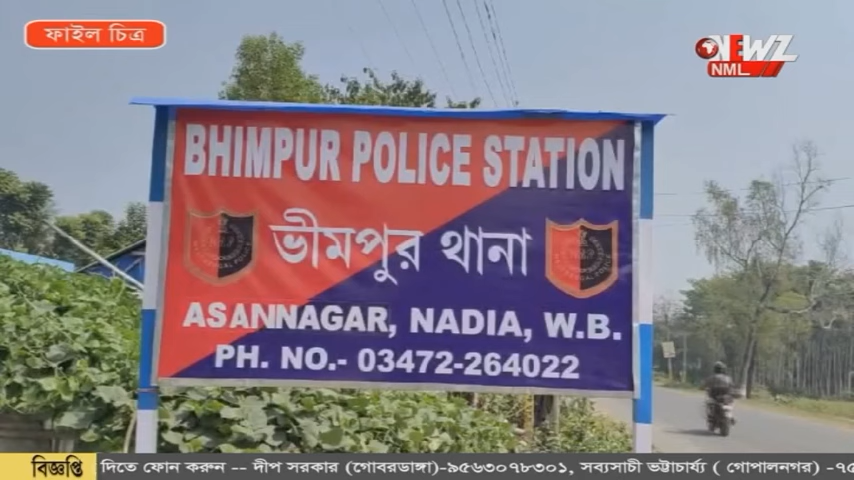 ফাইল চিত্র
NEWZ
NML
BHIMPUR POLICE STATION
ভীমপুর থানা
ASANNAGAR, NADIA, W.B.
PH. NO.- 03472-264022
বিজ্ঞপ্তি দিতে ফোন করুন -- দীপ সরকার (গোবরডাঙ্গা)-৯৫৬৩০৭৮৩০১, সব্যসাচী ভট্টাচার্য্য ( গোপালনগর) -৭৫